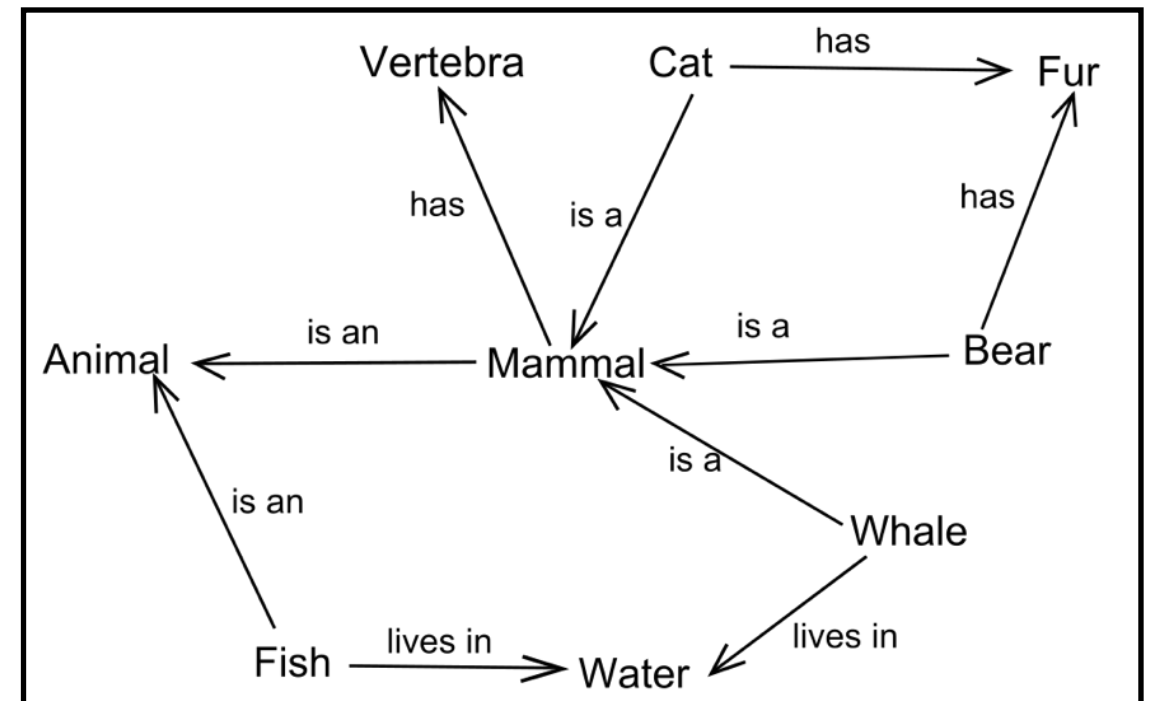 Vertebra
Cat
has
Fur
has
is a
has
Animal
is an
Mammal
is a
Bear
is an
is a
Whale
Fish
lives in
Water
lives in